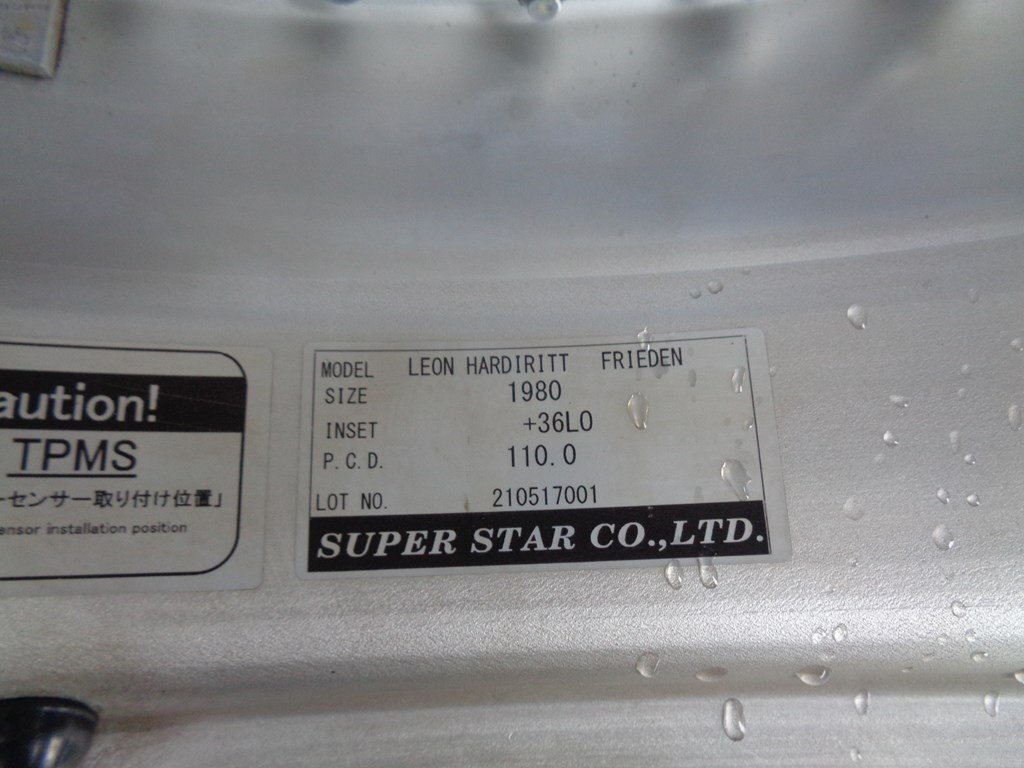 aution!
TPMS
ーセンサー取り付け位置」
ensor installation position
MODEL LEON HARDIRITT FRIEDEN
SIZE 1980
INSET +36LO
P.C.D. 110.0
LOT NO. 210517001
SUPER STAR CO.,LTD.